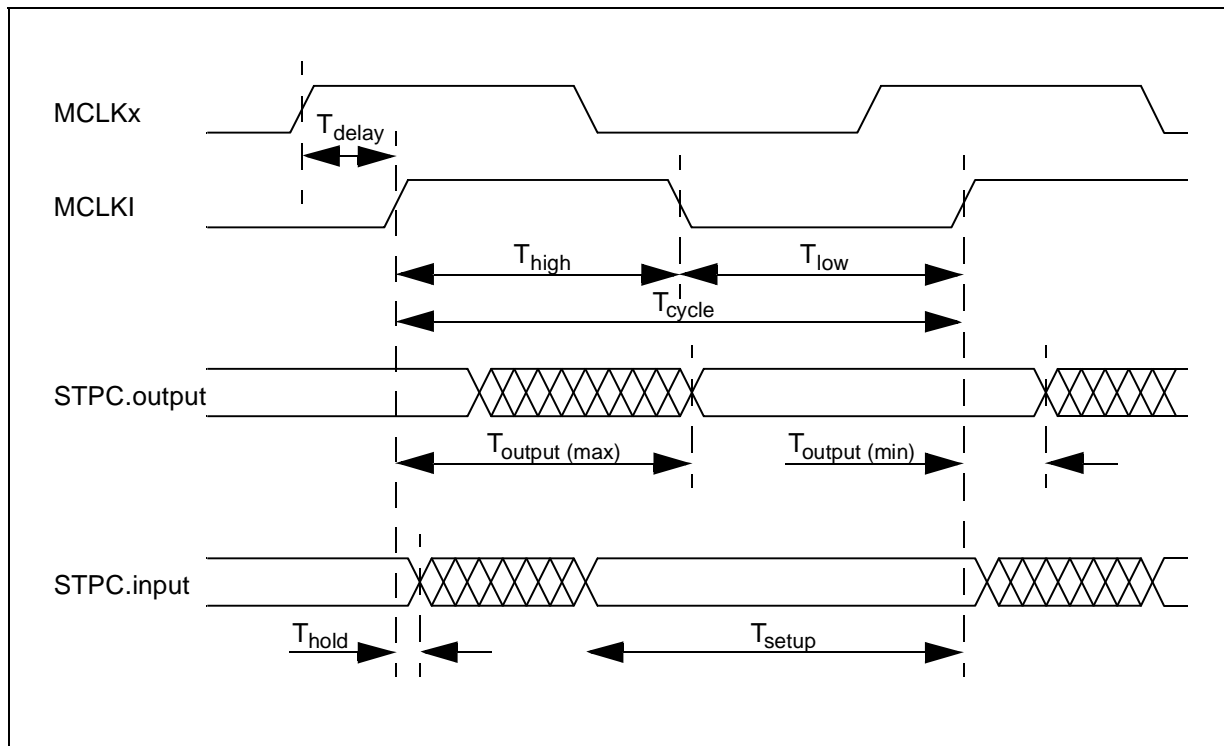 MCLKx
Tdelay
MCLKI
Thigh
Tlow
Tcycle
STPC.output
Toutput (max)
Toutput (min)
STPC.input
Thold
Tsetup